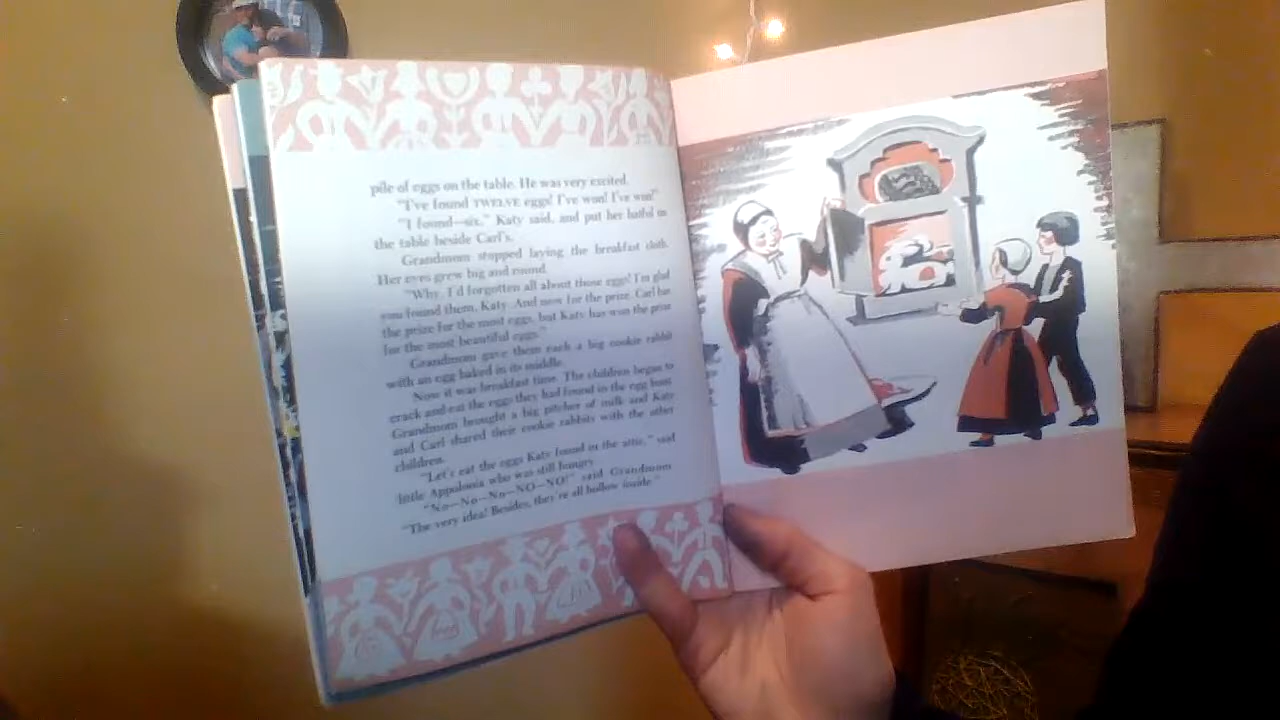 pile of eggs on the table. He was very excited.
"I've found TWELVE eggs! I've won! I've won!"
"I found—six," Katy said, and put her hatful on
the table beside Carl's.
Grandmom stopped laying the breakfast cloth.
Her eyes grew big and round.
"Why, I'd forgotten all about those eggs! I'm glad
you found them, Katy. And now for the prize. Carl has
the prize for the most eggs, but Katy has won the prize
for the most beautiful eggs."
Grandmom gave them each a big cookie rabbit
with an egg baked in its middle.
Now it was breakfast time. The children began to
crack and eat the eggs they had found in the egg hunt.
Grandmom brought a big pitcher of milk and Katy
and Carl shared their cookie rabbits with the other
children.
"Let's eat the eggs Katy found in the attic," said
little Appolonia who was still hungry.
"No—No—No—NO—NO!" said Grandmom
"The very idea! Besides, they're all hollow inside."